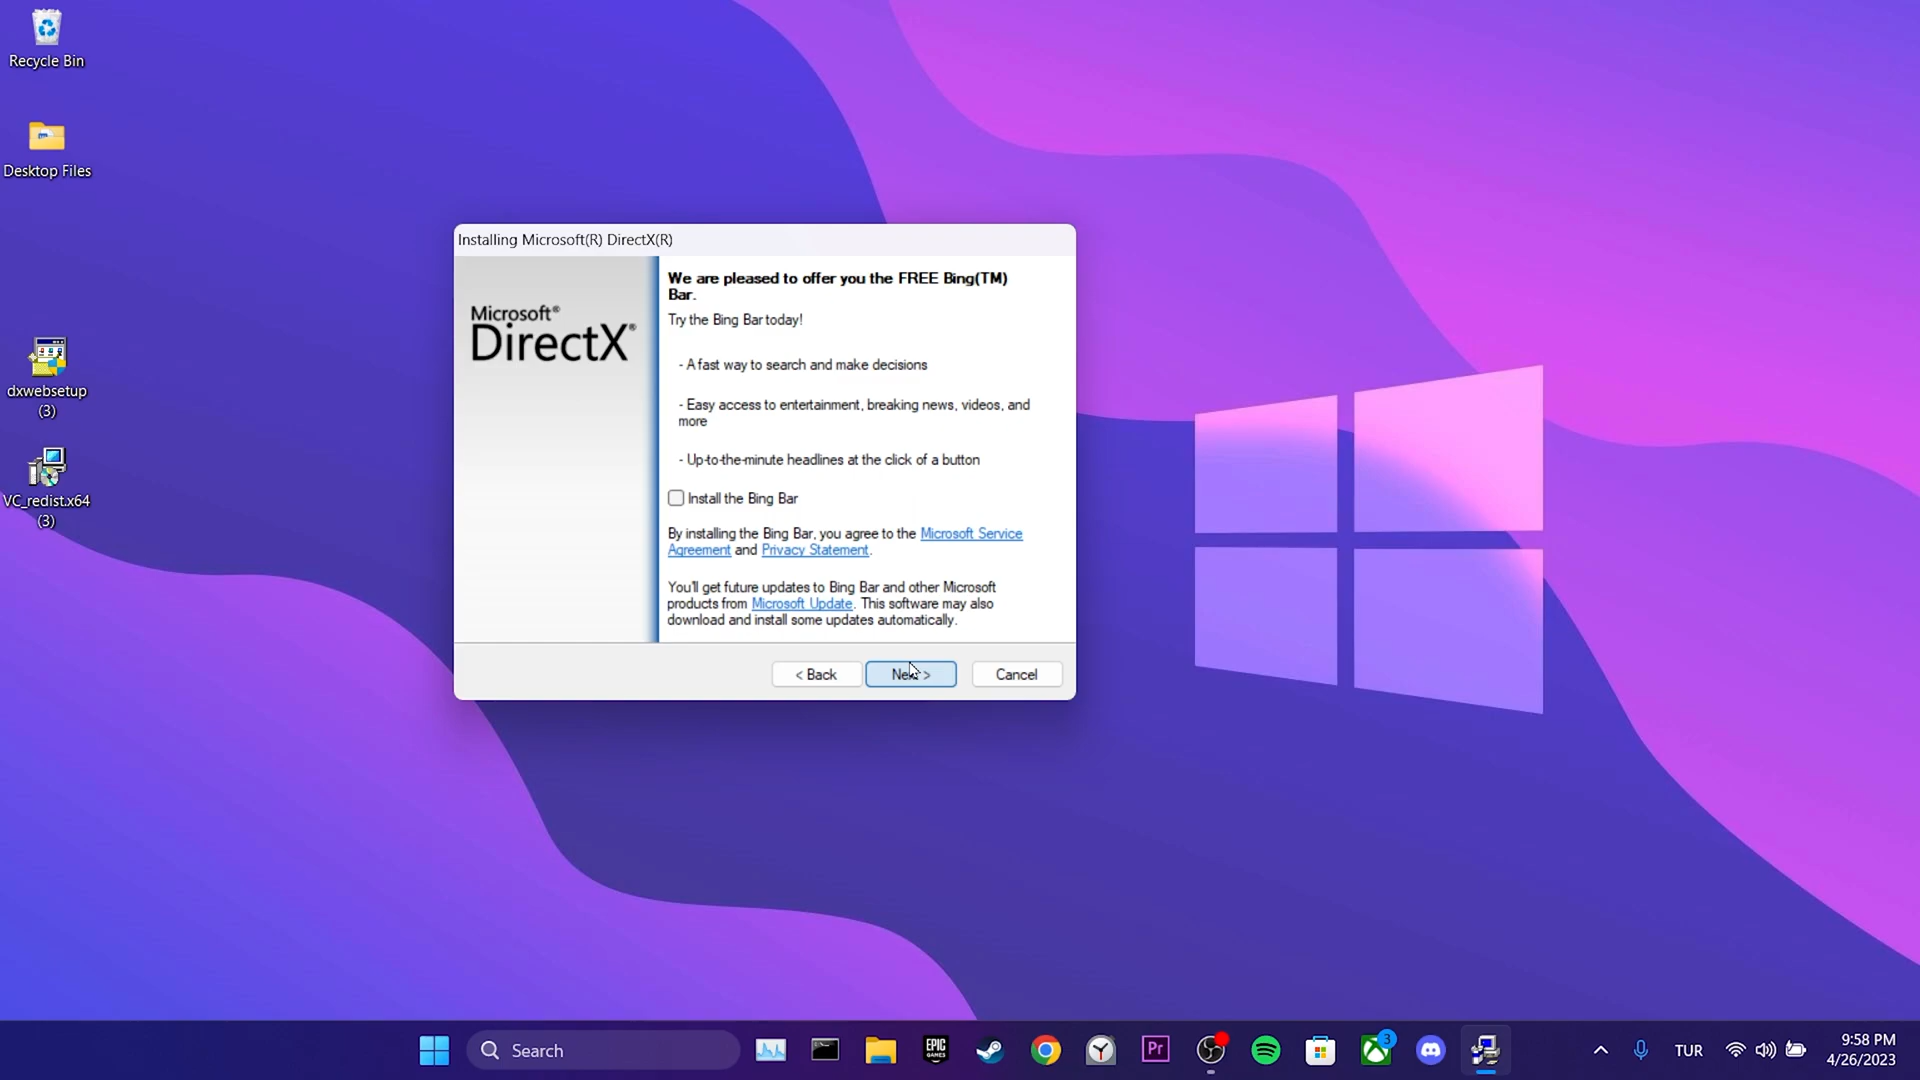 Recycle Bin
Desktop Files
dxwebsetup
(3)
VC_redist.x64
(3)
Installing Microsoft(R) DirectX(R)
Microsoft®
DirectX®
We are pleased to offer you the FREE Bing(TM)
Bar.
Try the Bing Bar today!
- A fast way to search and make decisions
- Easy access to entertainment, breaking news, videos, and
more
- Up-to-the-minute headlines at the click of a button
Install the Bing Bar
By installing the Bing Bar, you agree to the Microsoft Service
Agreement and Privacy Statement.
You'll get future updates to Bing Bar and other Microsoft
products from Microsoft Update. This software may also
download and install some updates automatically.
< Back
Next >
Cancel
Search
EPIC
GAMES
Pr
3
TUR
9:58 PM
4/26/2023